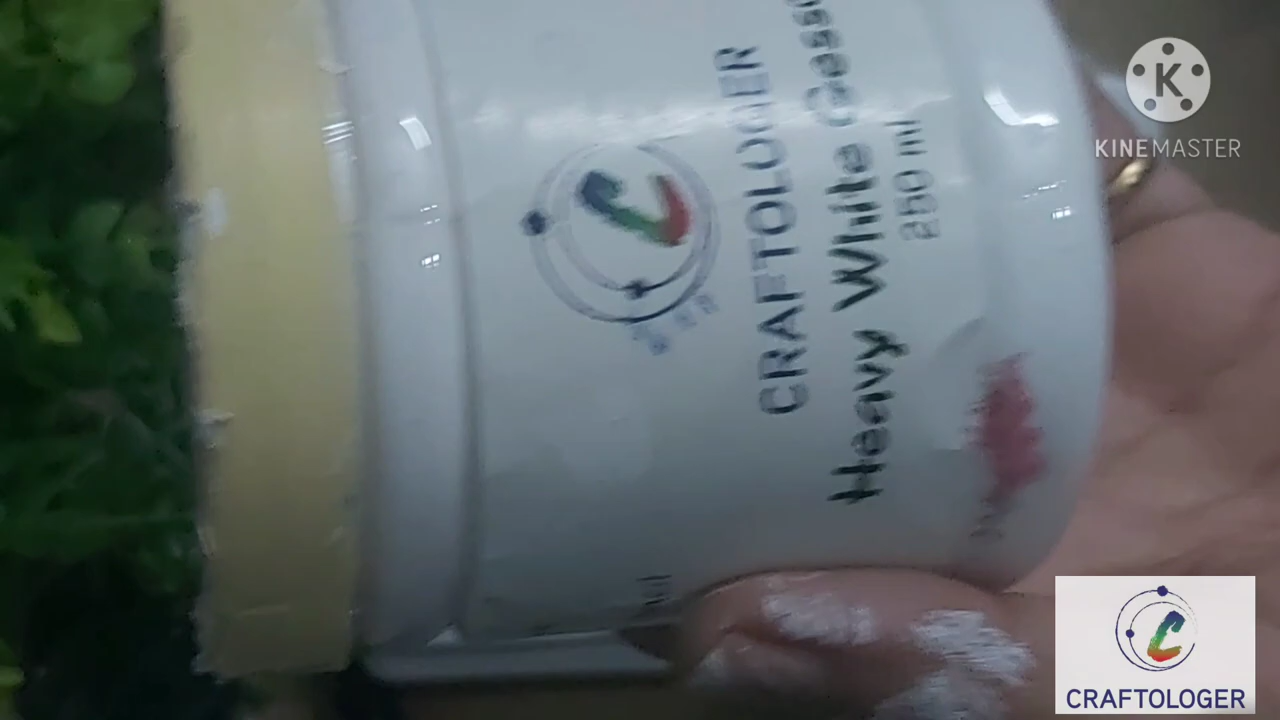 CRAFTOLOGER
Heavy White Gesso
250 ml
K
KINEMASTER
CRAFTOLOGER